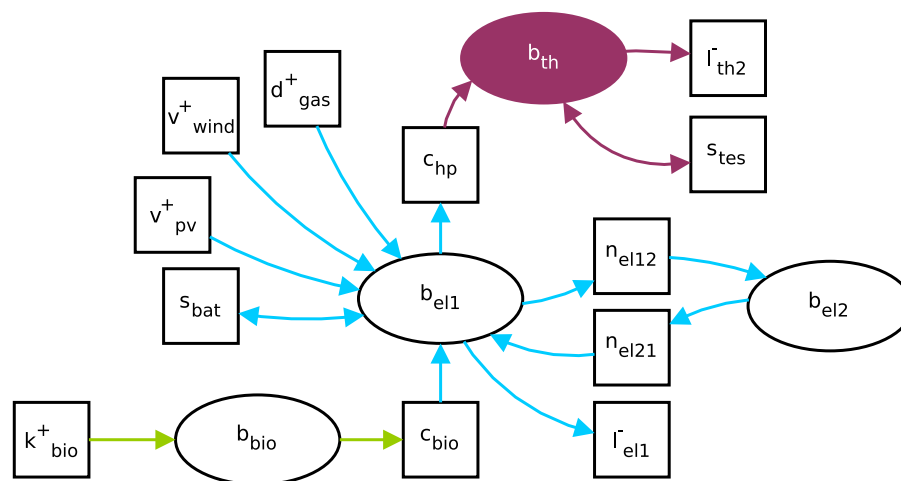 b_th
l^-_th2
d^+_gas
v^+_wind
c_hp
s_tes
v^+_pv
n_el12
s_bat
b_el1
b_el2
n_el21
k^+_bio
b_bio
c_bio
l^-_el1